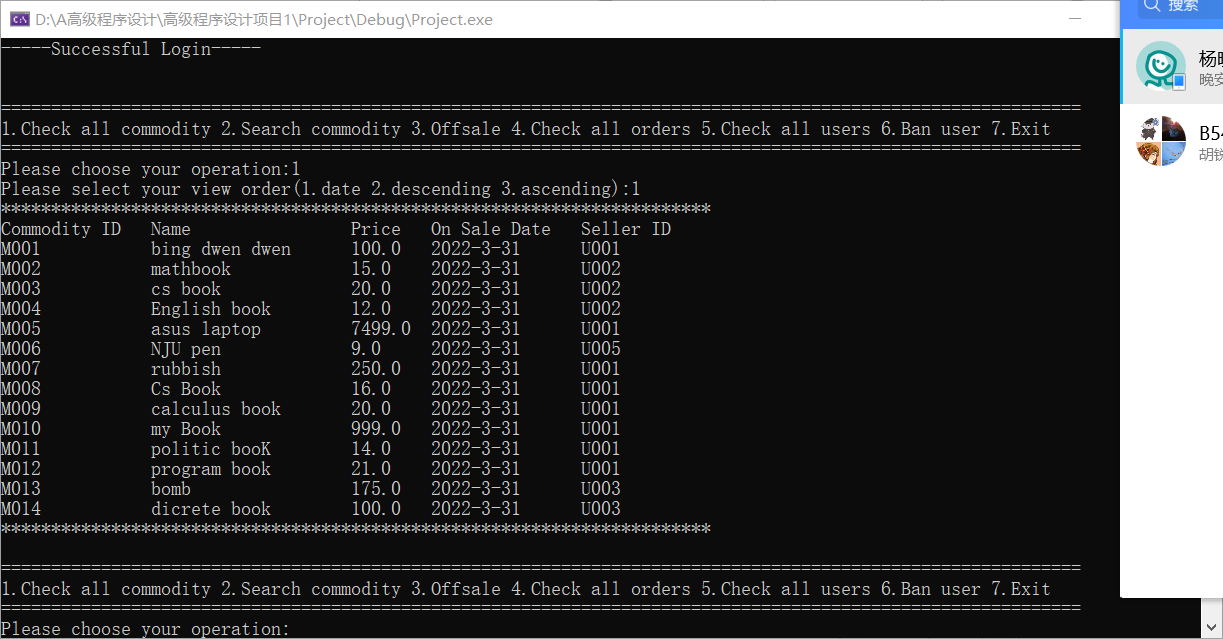 D:\A高级程序设计\高级程序设计项目1\Project\Debug\Project.exe
搜索
-----Successful Login-----
晚安
B54
==========================================================================================================
1.Check all commodity 2.Search commodity 3.Offsale 4.Check all orders 5.Check all users 6.Ban user 7.Exit
==========================================================================================================
Please choose your operation:1
Please select your view order(1.date 2.descending 3.ascending):1
***********************************************************************
Commodity ID Name Price On Sale Date Seller ID
M001 bing dwen dwen 100.0 2022-3-31 U001
M002 mathbook 15.0 2022-3-31 U002
M003 cs book 20.0 2022-3-31 U002
M004 English book 12.0 2022-3-31 U002
M005 asus laptop 7499.0 2022-3-31 U001
M006 NJU pen 9.0 2022-3-31 U005
M007 rubbish 250.0 2022-3-31 U001
M008 Cs Book 16.0 2022-3-31 U001
M009 calculus book 20.0 2022-3-31 U001
M010 my Book 999.0 2022-3-31 U001
M011 politic booK 14.0 2022-3-31 U001
M012 program book 21.0 2022-3-31 U001
M013 bomb 175.0 2022-3-31 U003
M014 dicrete book 100.0 2022-3-31 U003
***********************************************************************
==========================================================================================================
1.Check all commodity 2.Search commodity 3.Offsale 4.Check all orders 5.Check all users 6.Ban user 7.Exit
==========================================================================================================
Please choose your operation: